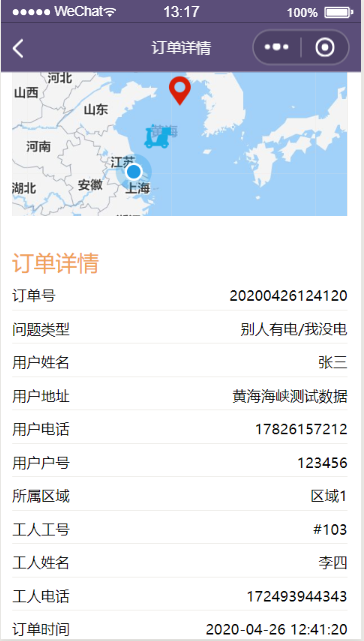 WeChat 13:17 100%
订单详情
河北
山西
山东
黄海
河南
江苏
湖北
安徽
上海
订单详情
订单号 20200426124120
问题类型 别人有电/我没电
用户姓名 张三
用户地址 黄海海峡测试数据
用户电话 17826157212
用户户号 123456
所属区域 区域1
工人工号 #103
工人姓名 李四
工人电话 172493944343
订单时间 2020-04-26 12:41:20